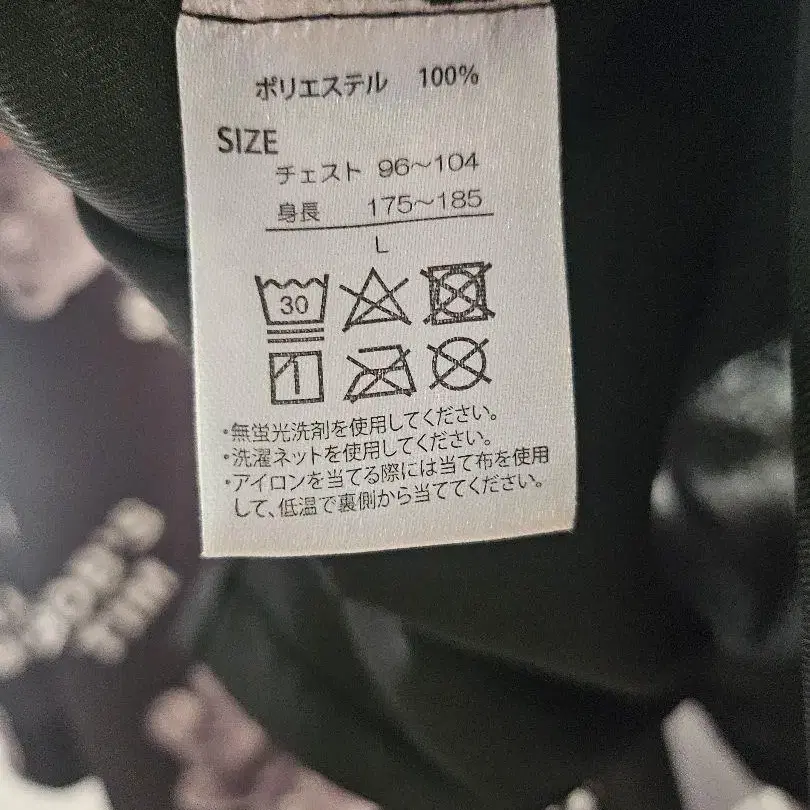 ポリエステル 100%
SIZE
チェスト 96～104
身長 175～185
L
30
・無蛍光洗剤を使用してください。
・洗濯ネットを使用してください。
・アイロンを当てる際には当て布を使用
して、低温で裏側から当ててください。